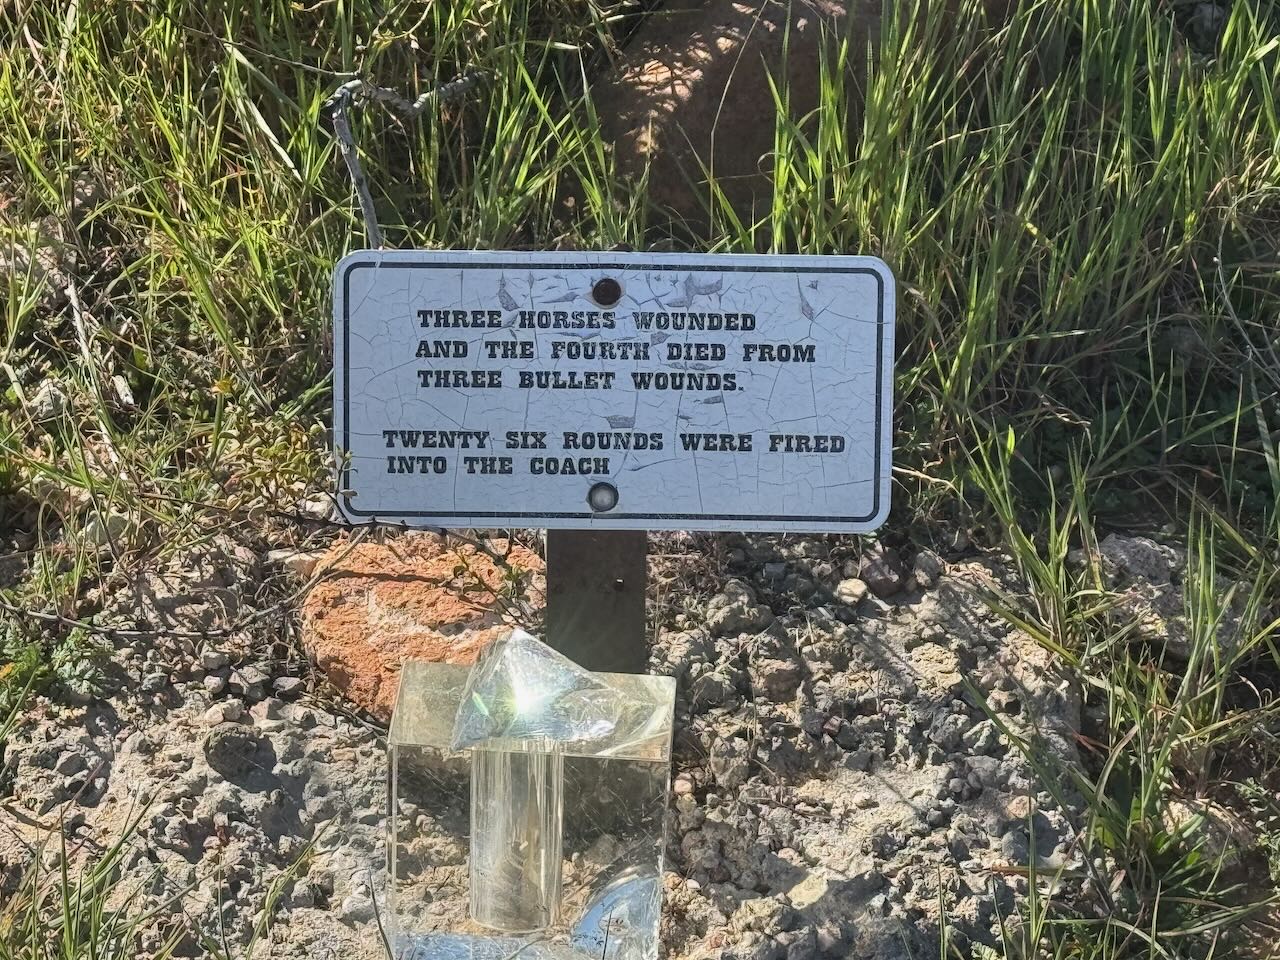 THREE HORSES WOUNDED
AND THE FOURTH DIED FROM
THREE BULLET WOUNDS.
TWENTY SIX ROUNDS WERE FIRED
INTO THE COACH